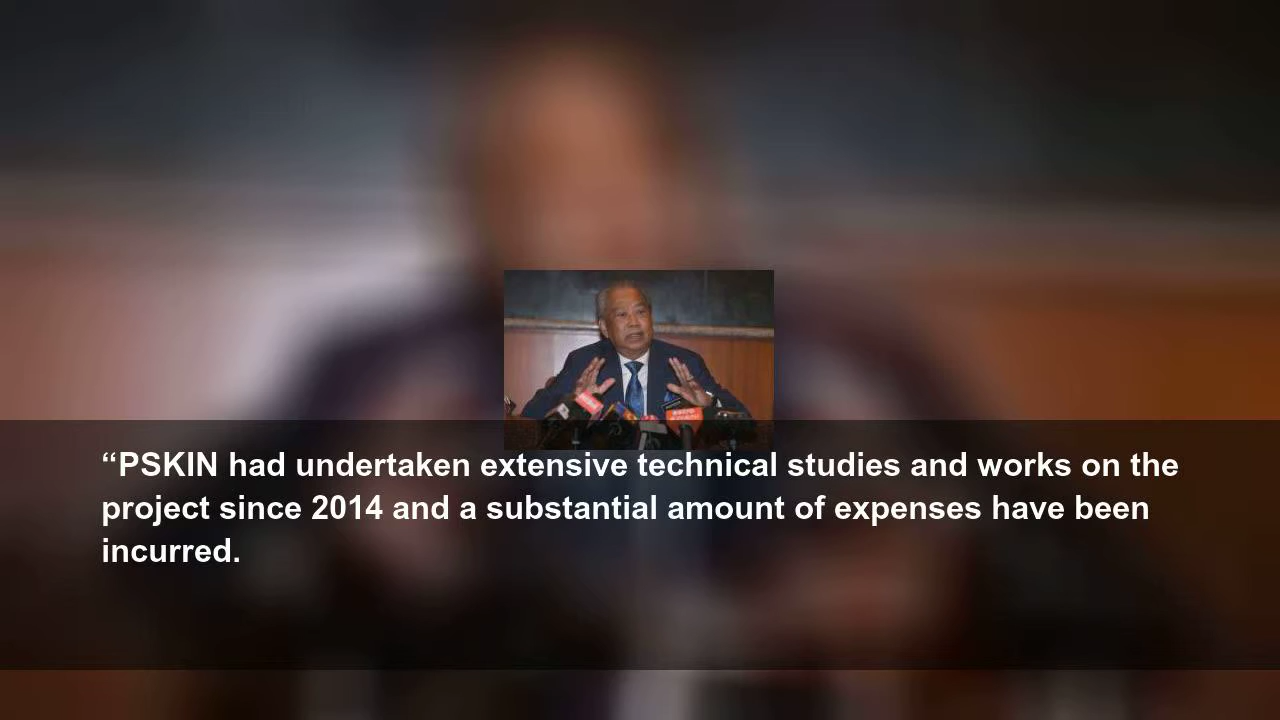 “PSKIN had undertaken extensive technical studies and works on the
project since 2014 and a substantial amount of expenses have been
incurred.